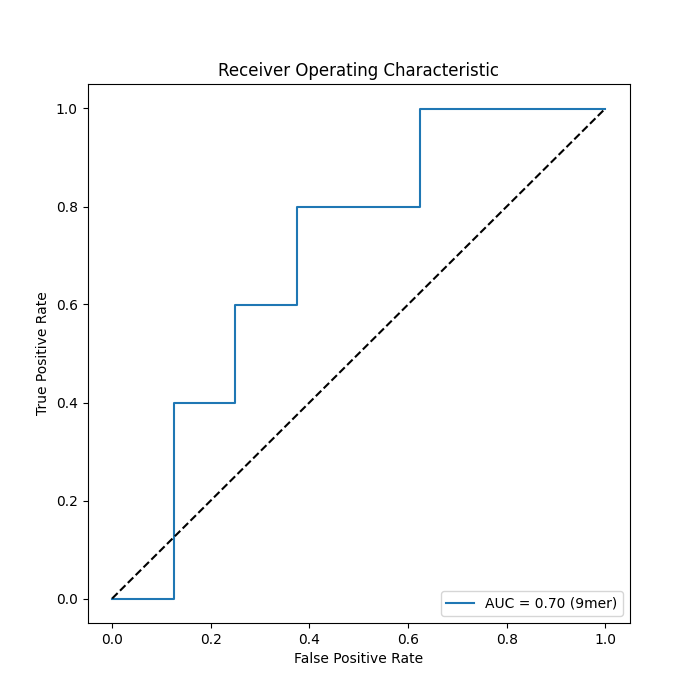 Receiver Operating Characteristic
1.0
0.8
0.6
0.4
0.2
0.0
True Positive Rate
0.0 0.2 0.4 0.6 0.8 1.0
False Positive Rate
AUC = 0.70 (9mer)